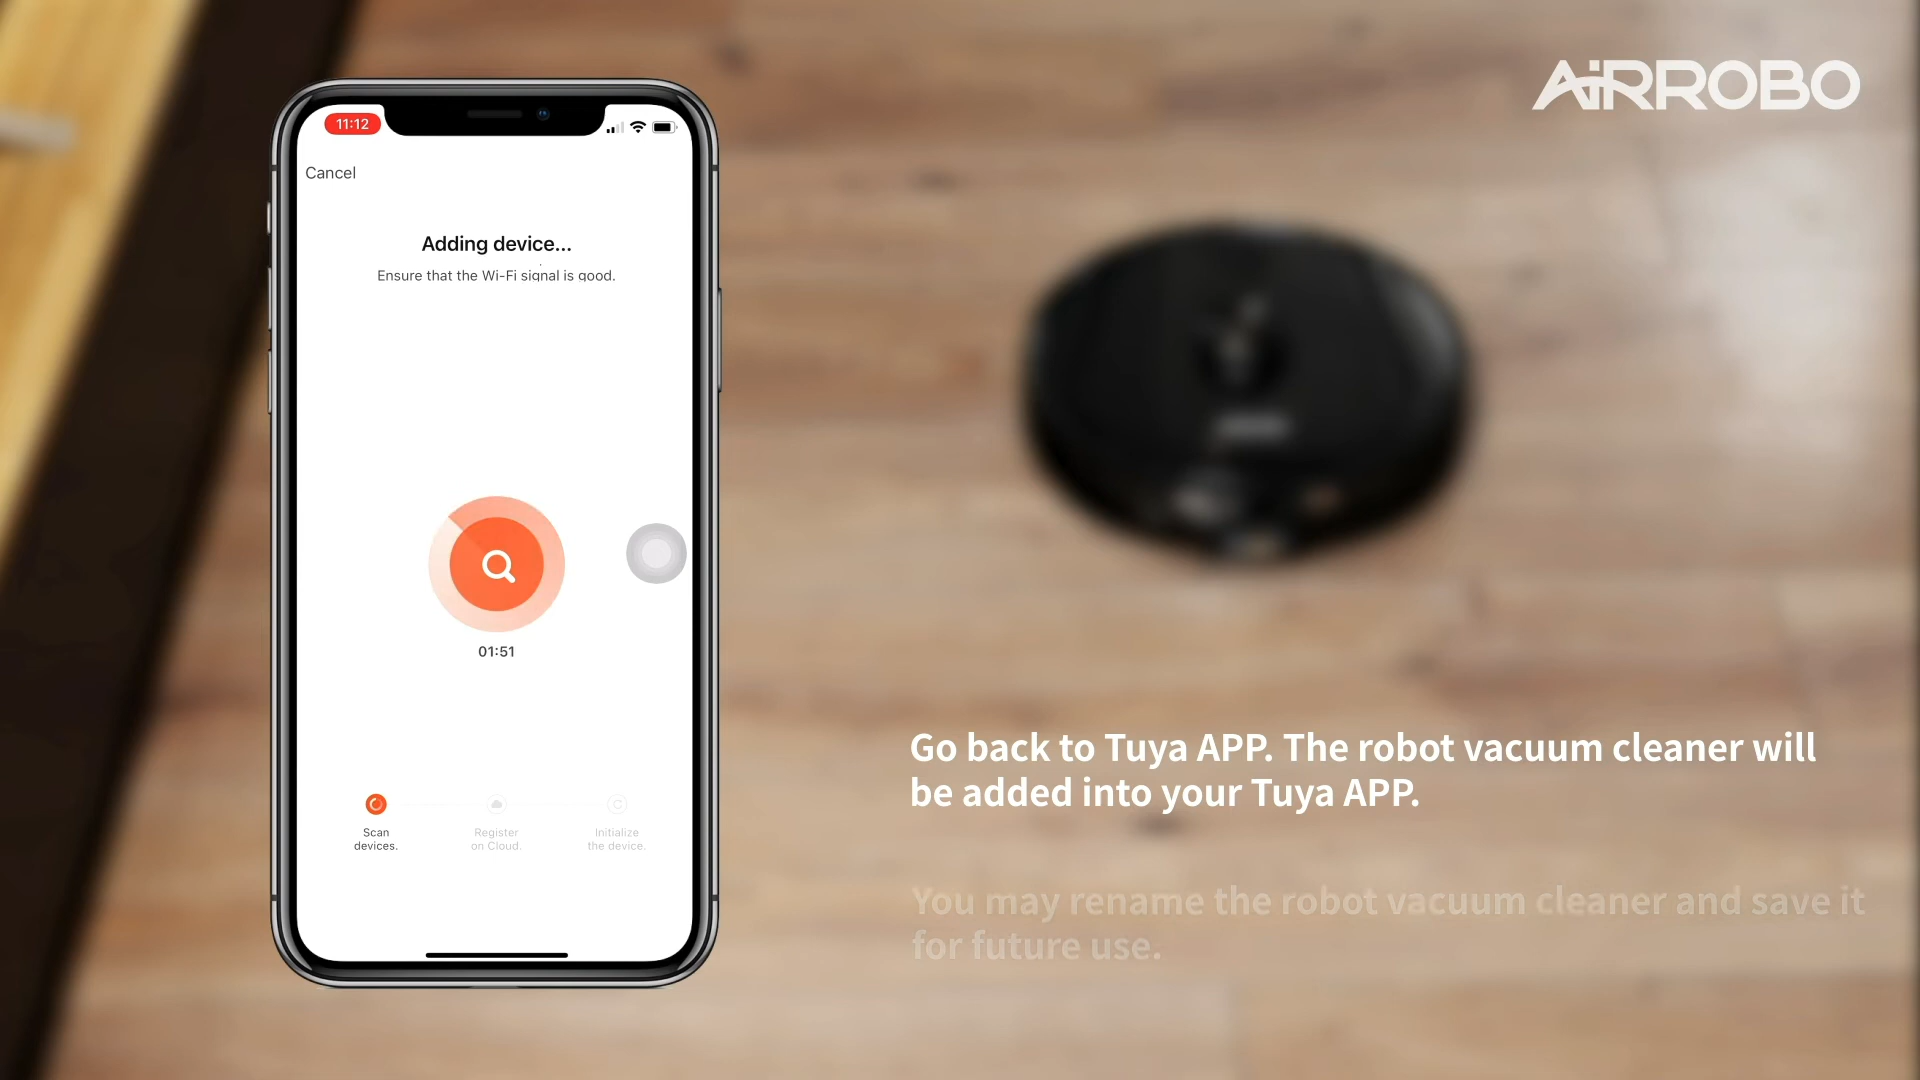 AiRROBO
11:12
Cancel
Adding device...
Ensure that the Wi-Fi signal is good.
01:51
Scan
devices.
Register
on Cloud.
Initialize
the device.
Go back to Tuya APP. The robot vacuum cleaner will
be added into your Tuya APP.
You may rename the robot vacuum cleaner and save it
for future use.